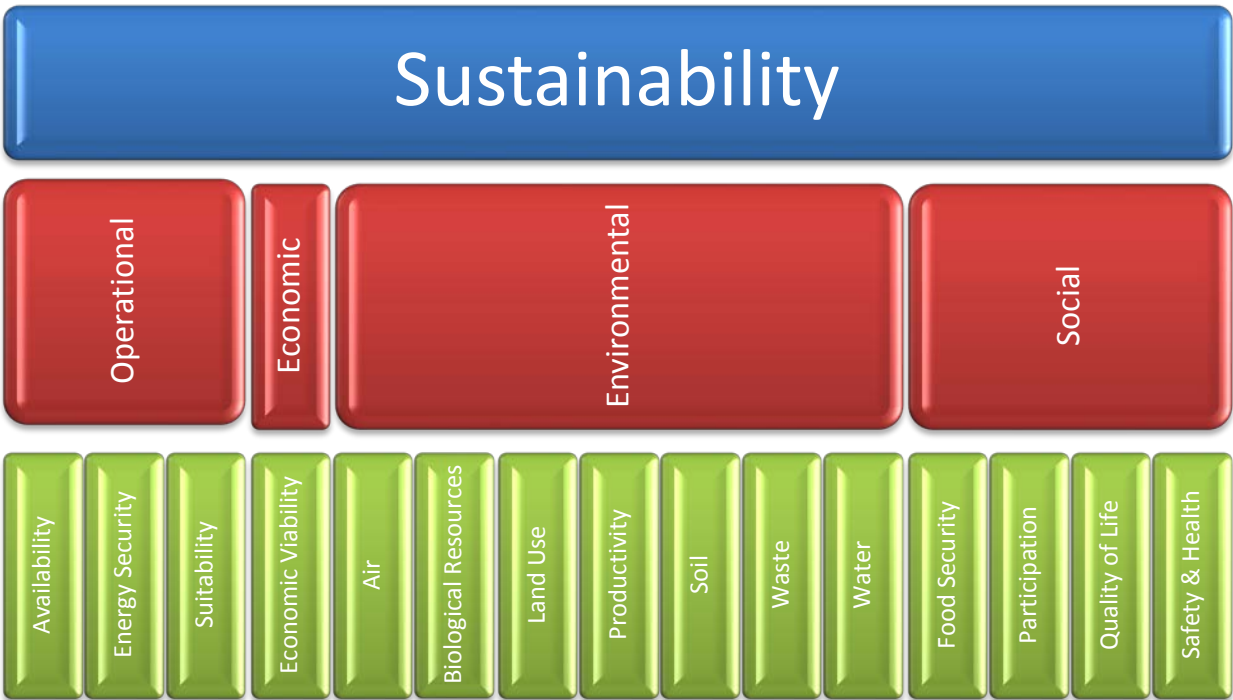 Sustainability
Operational
Economic
Environmental
Social
Availability
Energy Security
Suitability
Economic Viability
Air
Biological Resources
Land Use
Productivity
Soil
Waste
Water
Food Security
Participation
Quality of Life
Safety & Health